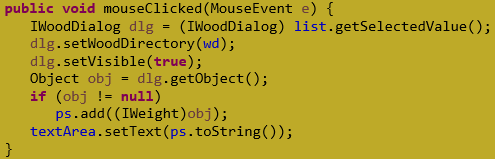 public void mouseClicked(MouseEvent e) {
IWoodDialog dlg = (IWoodDialog) list.getSelectedValue();
dlg.setWoodDirectory(wd);
dlg.setVisible(true);
Object obj = dlg.getObject();
if (obj != null)
ps.add((IWeight)obj);
textArea.setText(ps.toString());
}